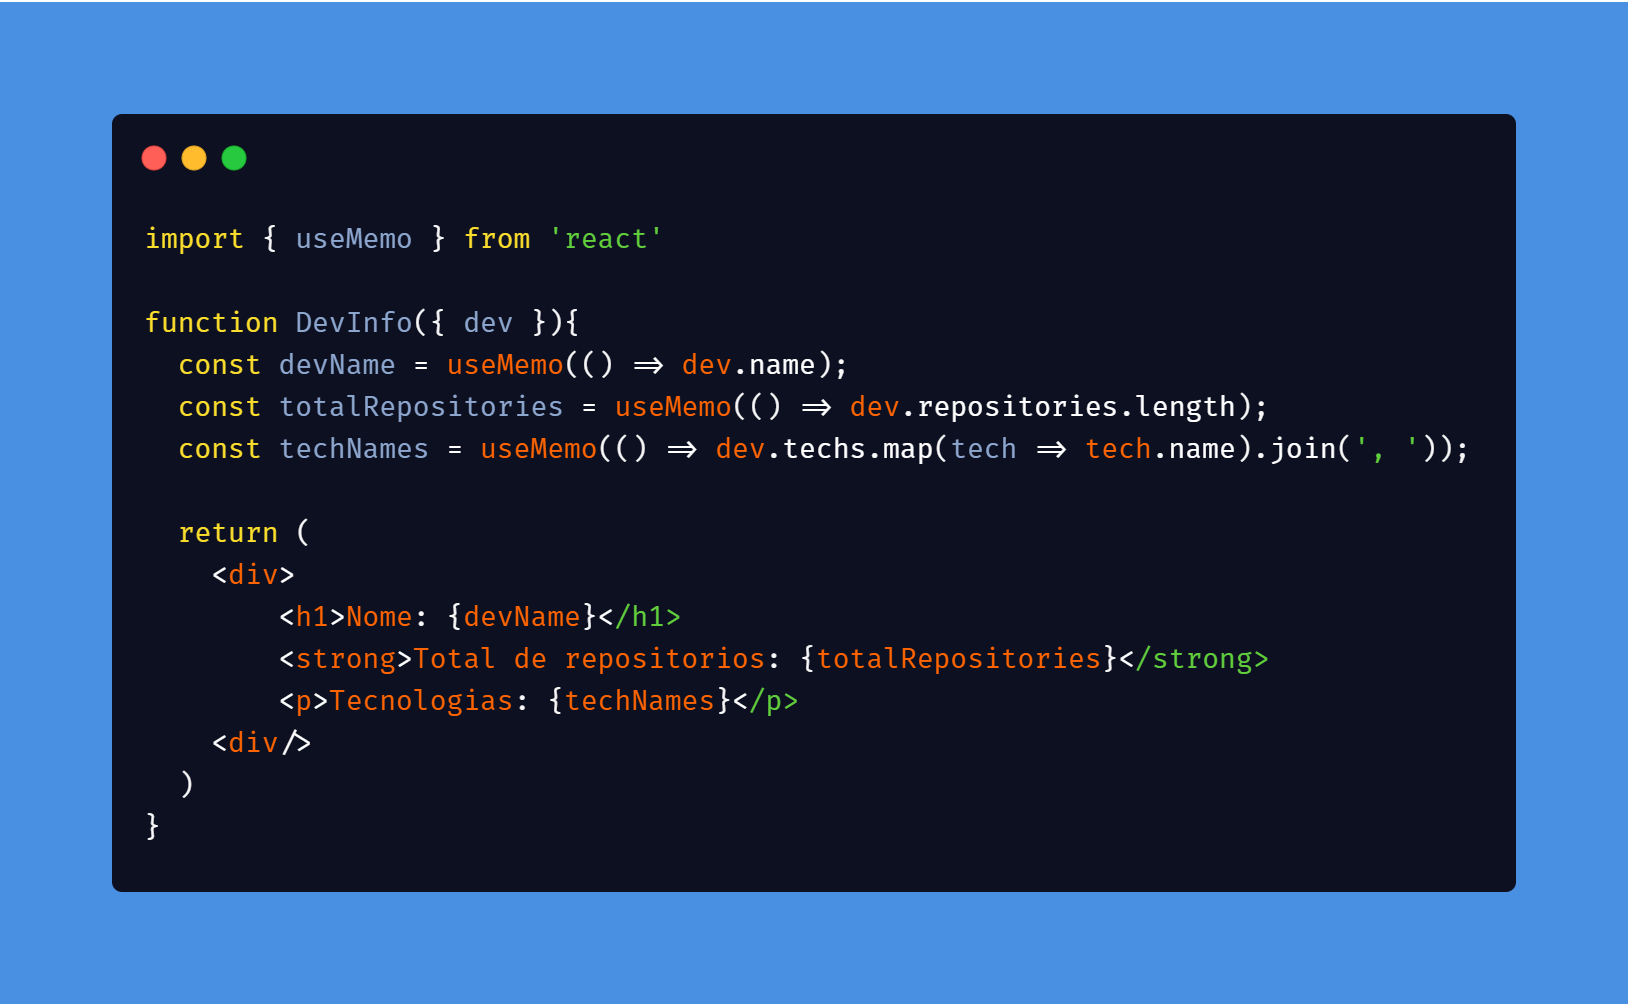 import { useMemo } from 'react'

function DevInfo({ dev }){
  const devName = useMemo(() => dev.name);
  const totalRepositories = useMemo(() => dev.repositories.length);
  const techNames = useMemo(() => dev.techs.map(tech => tech.name).join(', '));

  return (
    <div>
        <h1>Nome: {devName}</h1>
        <strong>Total de repositorios: {totalRepositories}</strong>
        <p>Tecnologias: {techNames}</p>
    <div/>
  )
}